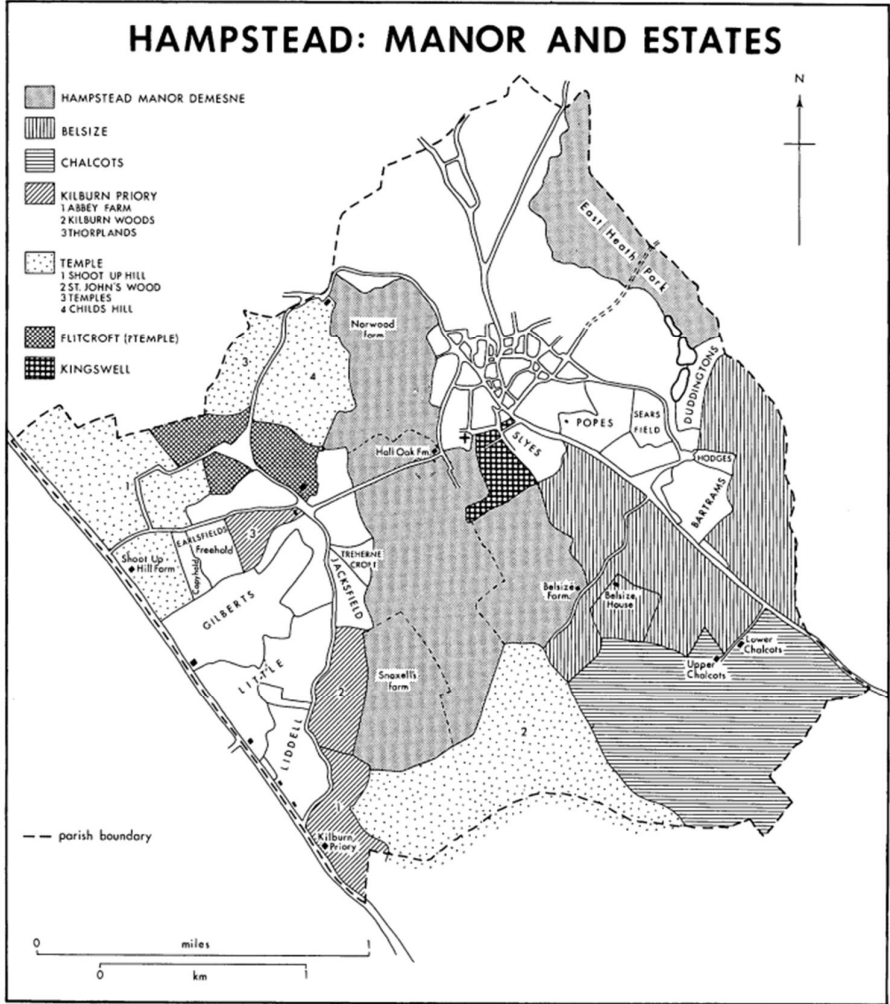 HAMPSTEAD: MANOR AND ESTATES
HAMPSTEAD MANOR DEMESNE
BELSIZE
CHALCOTS
KILBURN PRIORY
1 ABBEY FARM
2 KILBURN WOODS
3 THORPLANDS
TEMPLE
1 SHOOT UP HILL
2 ST. JOHN'S WOOD
3 TEMPLES
4 CHILDS HILL
FLITCROFT (?TEMPLE)
KINGSWELL
N
East Heath Park
Norwood
farm
3
4
DUDDINGTONS
SEARS
FIELD
POPES
SLYES
HODGES
BARTRAMS
Hall Oak Fm.
1
3
EARLSFIELDS
Freehold
Copyhold
Shoot Up
Hill Farm
TREHERNE
CROFT
JACKSFIELD
GILBERTS
Belsize
Farm
Belsize
House
Lower
Chalcots
Upper
Chalcots
LITTLE
2
Snoxell's
farm
2
LIDDELL
1
Kilburn
Priory
parish boundary
0 miles 1
0 km 1